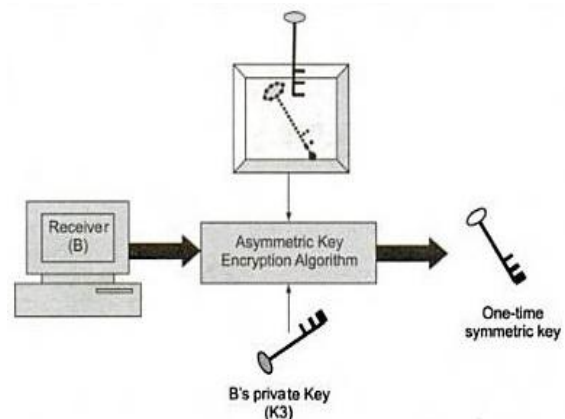 Receiver
(B)
Asymmetric Key
Encryption Algorithm
One-time
symmetric key
B's private Key
(K3)